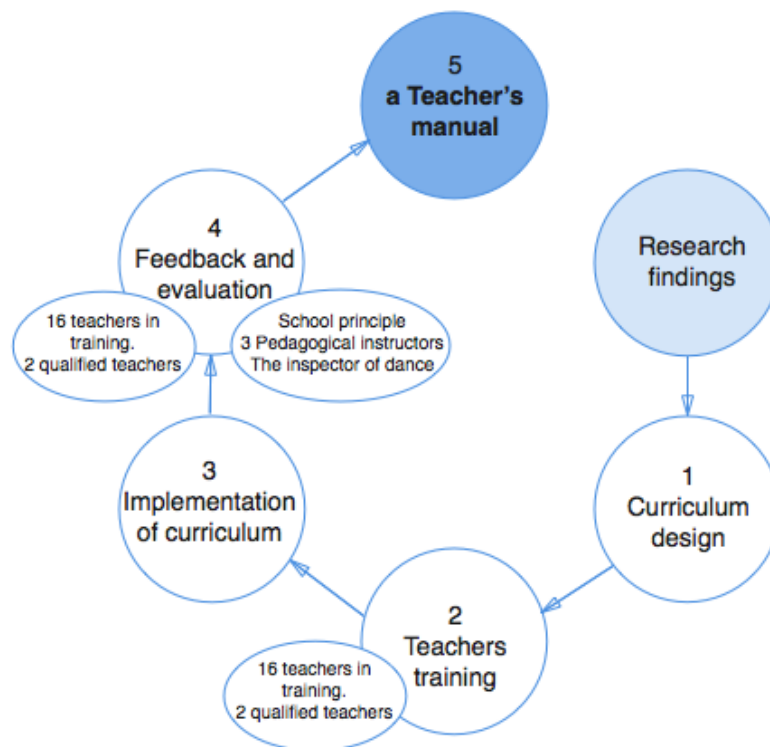 5
a Teacher's
manual
Research
findings
4
Feedback and
evaluation
16 teachers in
training.
2 qualified teachers
School principle
3 Pedagogical instructors
The inspector of dance
3
Implementation
of curriculum
1
Curriculum
design
2
Teachers
training
16 teachers in
training.
2 qualified teachers